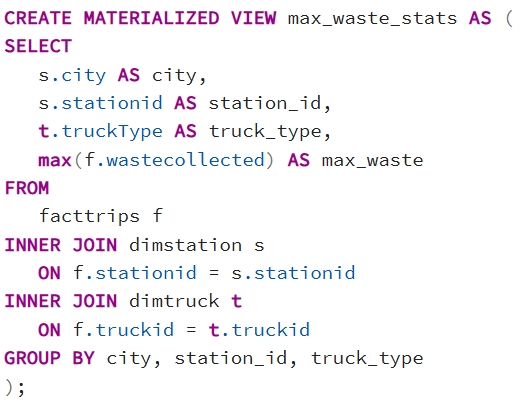 CREATE MATERIALIZED VIEW max_waste_stats AS (
SELECT
s.city AS city,
s.stationid AS station_id,
t.truckType AS truck_type,
max(f.wastecollected) AS max_waste
FROM
facttrips f
INNER JOIN dimstation s
ON f.stationid = s.stationid
INNER JOIN dimtruck t
ON f.truckid = t.truckid
GROUP BY city, station_id, truck_type
);